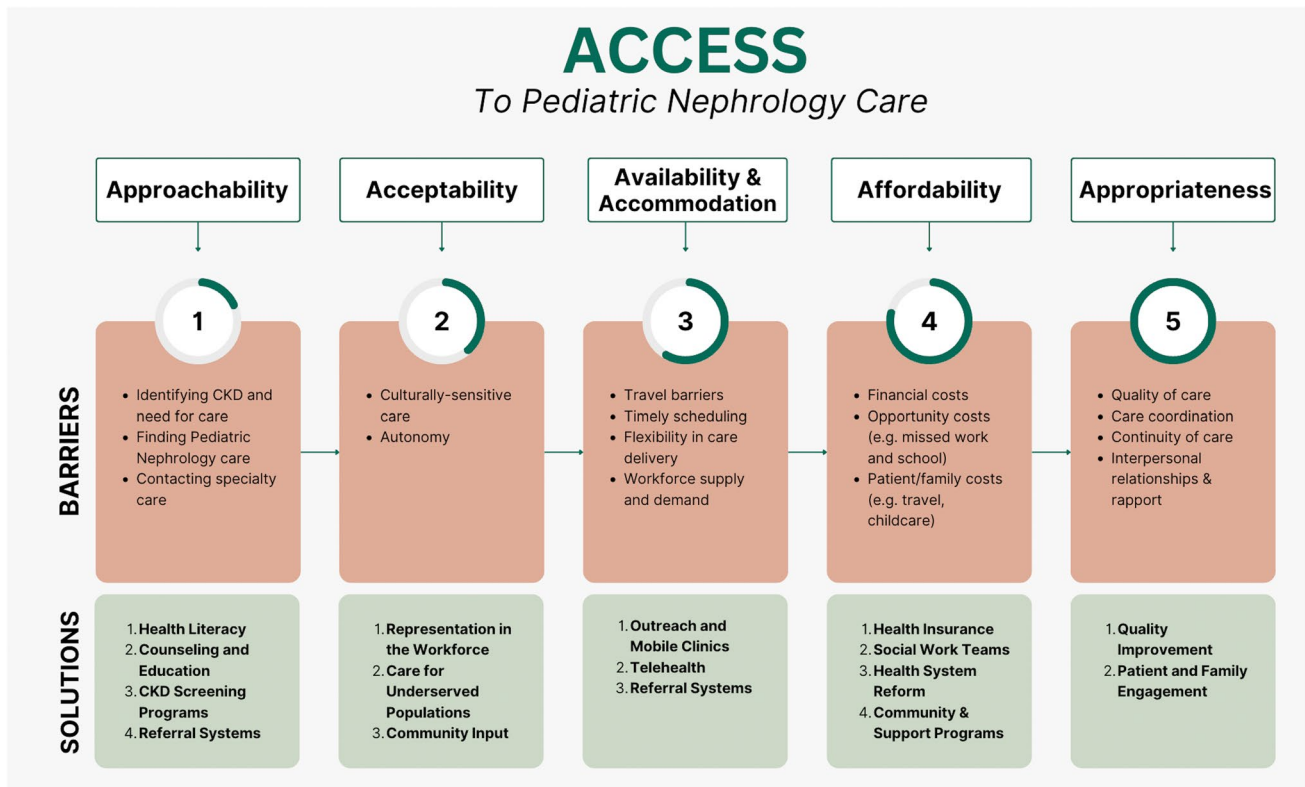 ACCESS
To Pediatric Nephrology Care
Approachability
Acceptability
Availability &
Accommodation
Affordability
Appropriateness
1
2
3
4
5
BARRIERS
• Identifying CKD and
need for care
• Finding Pediatric
Nephrology care
• Contacting specialty
care
• Culturally-sensitive
care
• Autonomy
• Travel barriers
• Timely scheduling
• Flexibility in care
delivery
• Workforce supply
and demand
• Financial costs
• Opportunity costs
(e.g. missed work
and school)
• Patient/family costs
(e.g. travel,
childcare)
• Quality of care
• Care coordination
• Continuity of care
• Interpersonal
relationships &
rapport
SOLUTIONS
1. Health Literacy
2. Counseling and
Education
3. CKD Screening
Programs
4. Referral Systems
1. Representation in
the Workforce
2. Care for
Underserved
Populations
3. Community Input
1. Outreach and
Mobile Clinics
2. Telehealth
3. Referral Systems
1. Health Insurance
2. Social Work Teams
3. Health System
Reform
4. Community &
Support Programs
1. Quality
Improvement
2. Patient and Family
Engagement